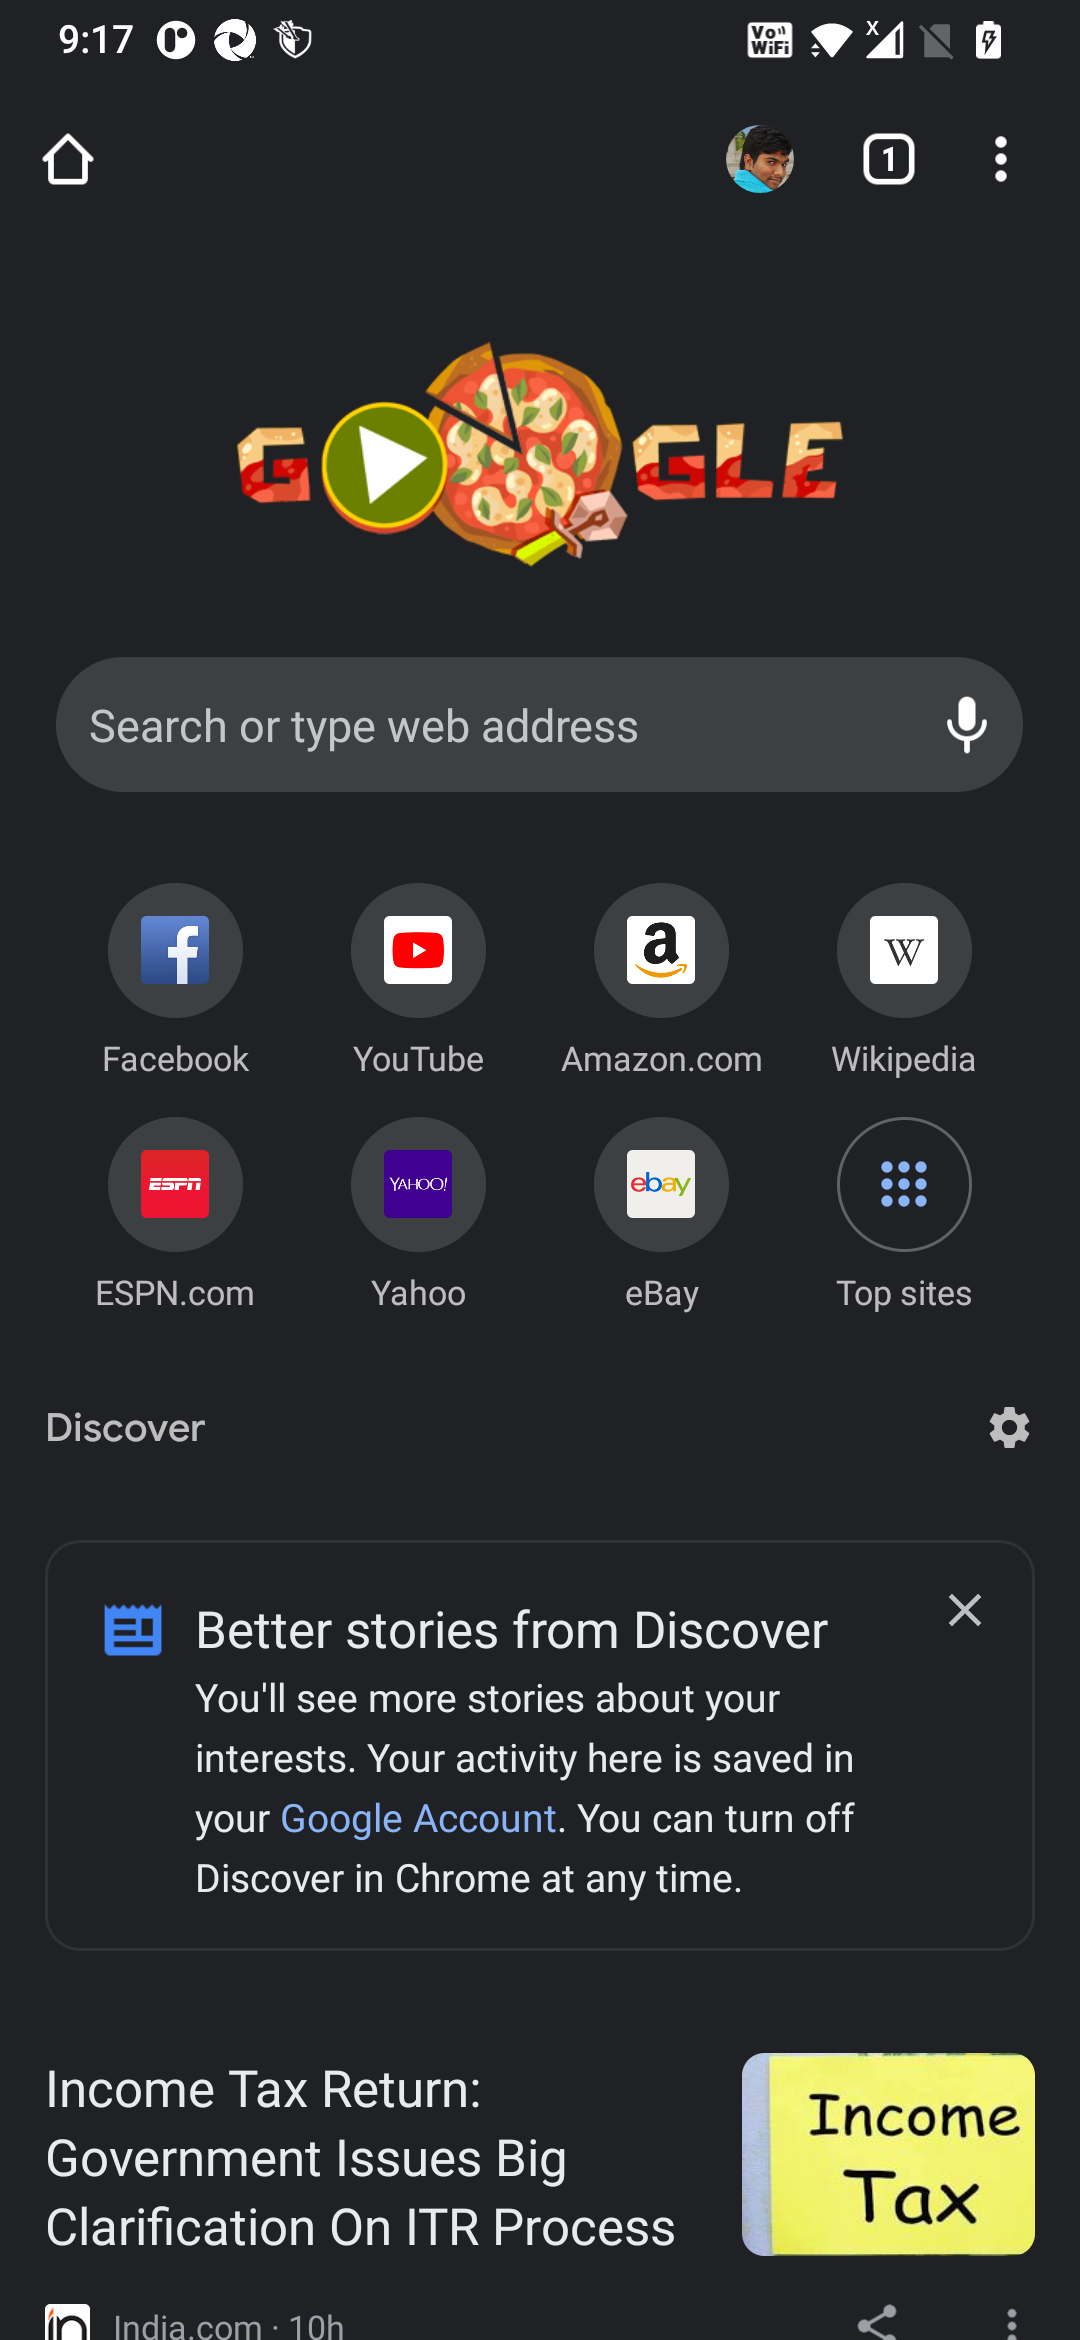 9:17
Vo
WiFi
X
1
GOOGLE
Search or type web address
Facebook
YouTube
Amazon.com
Wikipedia
ESPN
YAHOO!
ebay
ESPN.com
Yahoo
eBay
Top sites
Discover
Better stories from Discover
You'll see more stories about your
interests. Your activity here is saved in
your Google Account. You can turn off
Discover in Chrome at any time.
Income Tax Return:
Government Issues Big
Clarification On ITR Process
Income
Tax
India.com · 10h